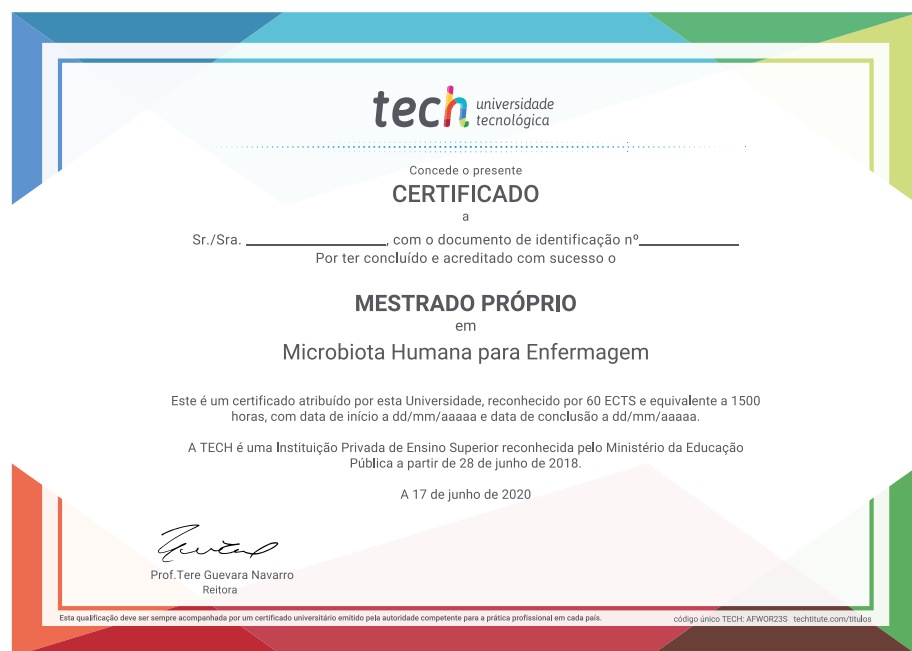 tech universidade
tecnológica
Concede o presente
CERTIFICADO
a
Sr./Sra. ________________, com o documento de identificação nº____________
Por ter concluído e acreditado com sucesso o
MESTRADO PRÓPRIO
em
Microbiota Humana para Enfermagem
Este é um certificado atribuído por esta Universidade, reconhecido por 60 ECTS e equivalente a 1500
horas, com data de início a dd/mm/aaaaa e data de conclusão a dd/mm/aaaaa.
A TECH é uma Instituição Privada de Ensino Superior reconhecida pelo Ministério da Educação
Pública a partir de 28 de junho de 2018.
A 17 de junho de 2020
Prof.Tere Guevara Navarro
Reitora
Esta qualificação deve ser sempre acompanhada por um certificado universitário emitido pela autoridade competente para a prática profissional em cada país.
código único TECH: AFWOR23S techtitute.com/titulos